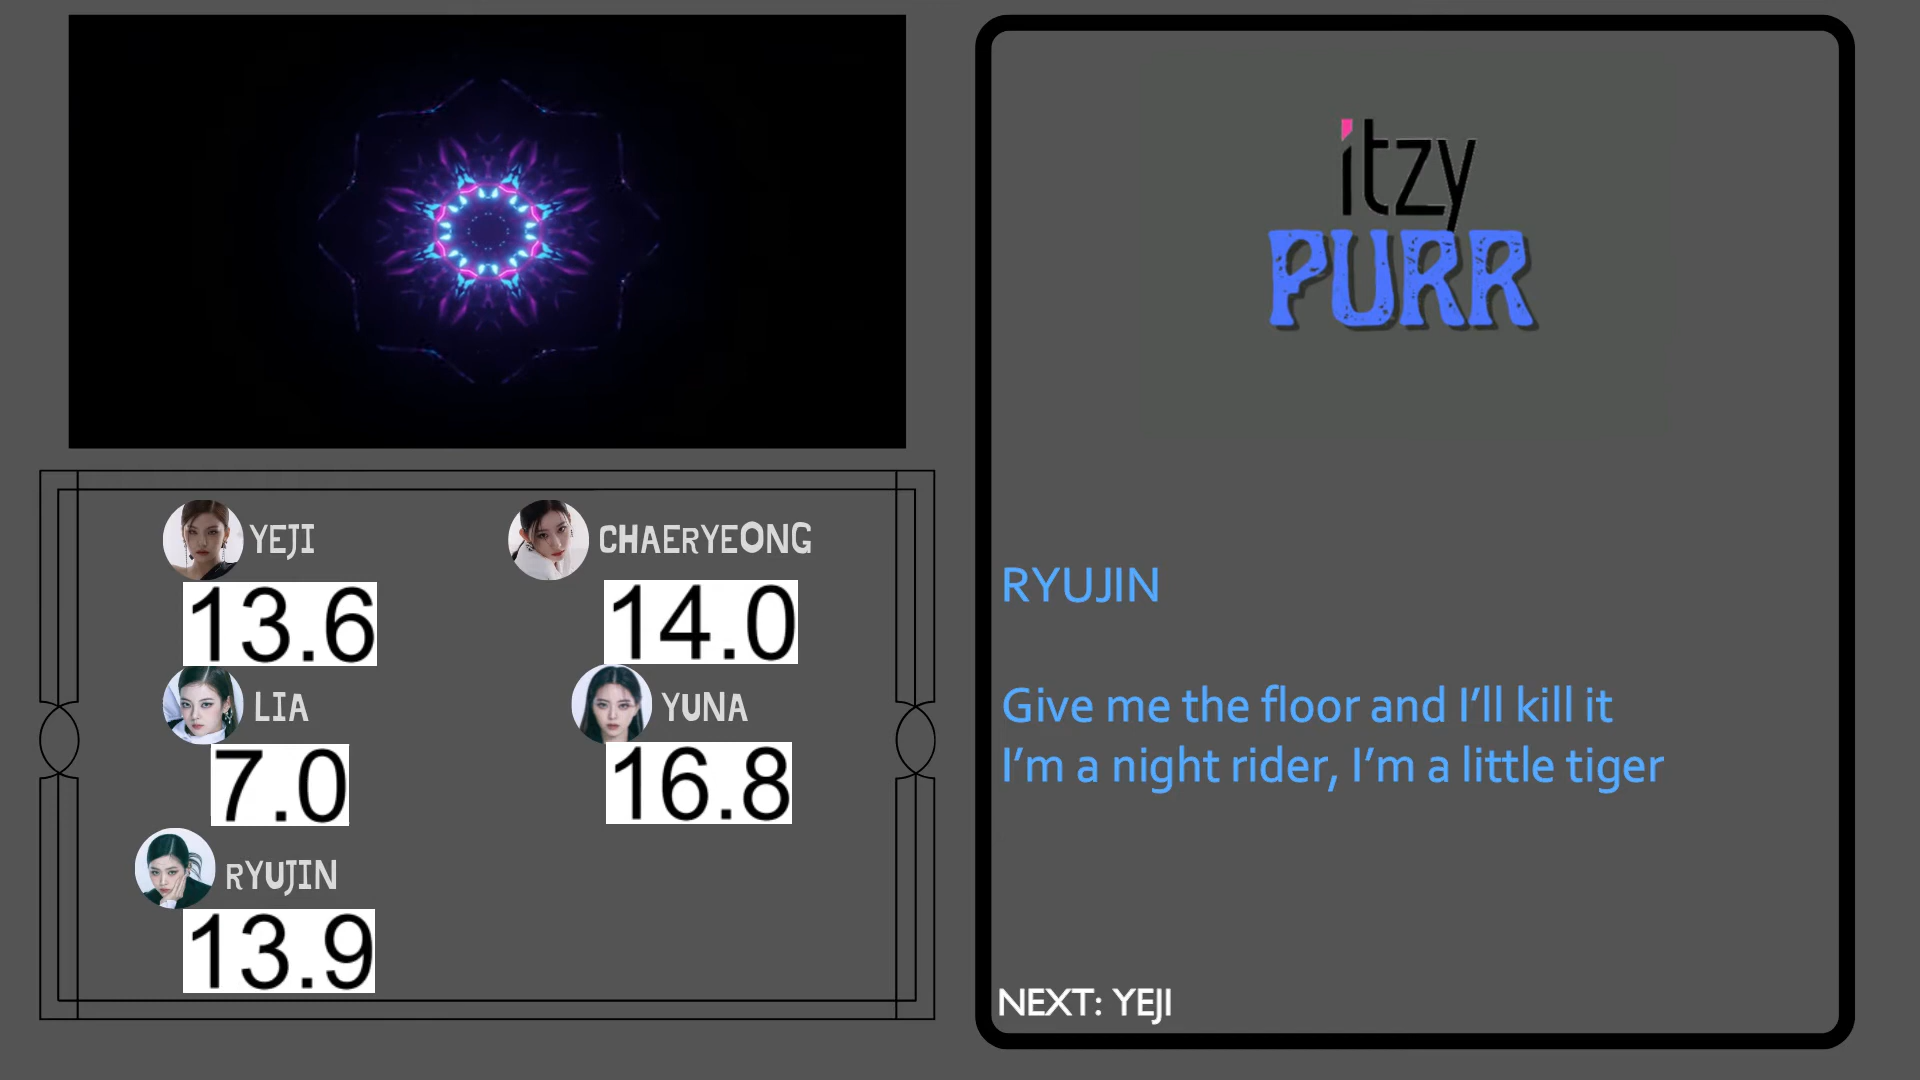 YEJI
13.6
CHAERYEONG
14.0
LIA
7.0
YUNA
16.8
RYUJIN
13.9
itzy
PURR
RYUJIN
Give me the floor and I’ll kill it
I’m a night rider, I’m a little tiger
NEXT: YEJI